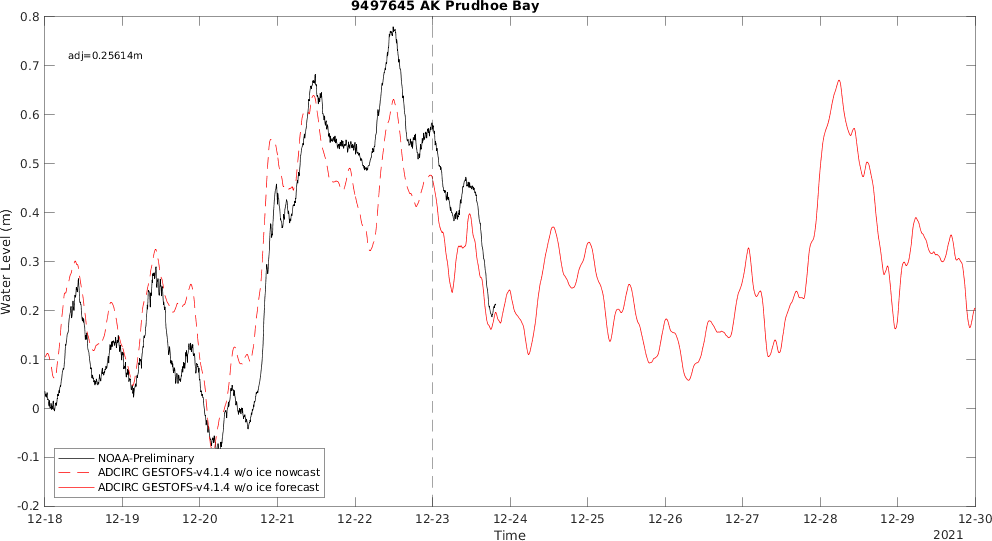 9497645 AK Prudhoe Bay
adj=0.25614m
0.8
0.7
0.6
0.5
0.4
0.3
0.2
0.1
0
-0.1
-0.2
Water Level (m)
NOAA-Preliminary
ADCIRC GESTOFS-v4.1.4 w/o ice nowcast
ADCIRC GESTOFS-v4.1.4 w/o ice forecast
12-18 12-19 12-20 12-21 12-22 12-23 12-24 12-25 12-26 12-27 12-28 12-29 12-30
Time
2021